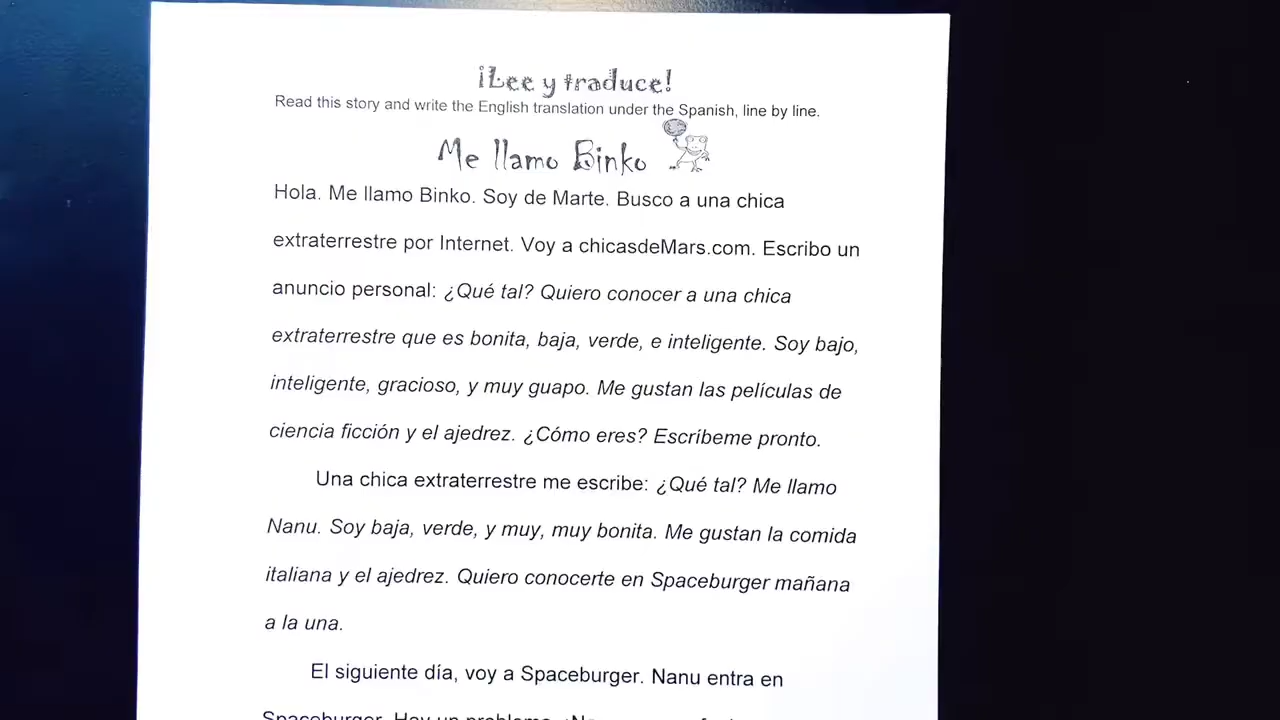 ¡Lee y traduce!
Read this story and write the English translation under the Spanish, line by line.
Me llamo Binko
Hola. Me llamo Binko. Soy de Marte. Busco a una chica
extraterrestre por Internet. Voy a chicasdeMars.com. Escribo un
anuncio personal: ¿Qué tal? Quiero conocer a una chica
extraterrestre que es bonita, baja, verde, e inteligente. Soy bajo,
inteligente, gracioso, y muy guapo. Me gustan las películas de
ciencia ficción y el ajedrez. ¿Cómo eres? Escríbeme pronto.
Una chica extraterrestre me escribe: ¿Qué tal? Me llamo
Nanu. Soy baja, verde, y muy, muy bonita. Me gustan la comida
italiana y el ajedrez. Quiero conocerte en Spaceburger mañana
a la una.
El siguiente día, voy a Spaceburger. Nanu entra en
Spaceburger. Hay un problema.